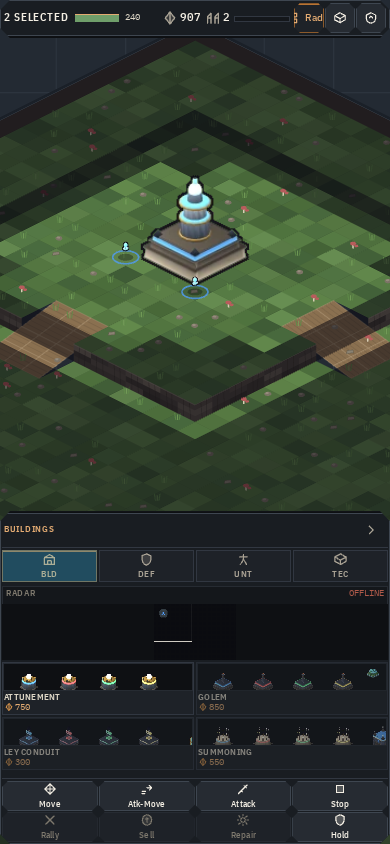 2 SELECTED 240 907 2 Rad
BUILDINGS
BLD DEF UNT TEC
RADAR OFFLINE
ATTUNEMENT GOLEM
750 850
LEY CONDUIT SUMMONING
300 550
Move Atk-Move Attack Stop
Rally Sell Repair Hold